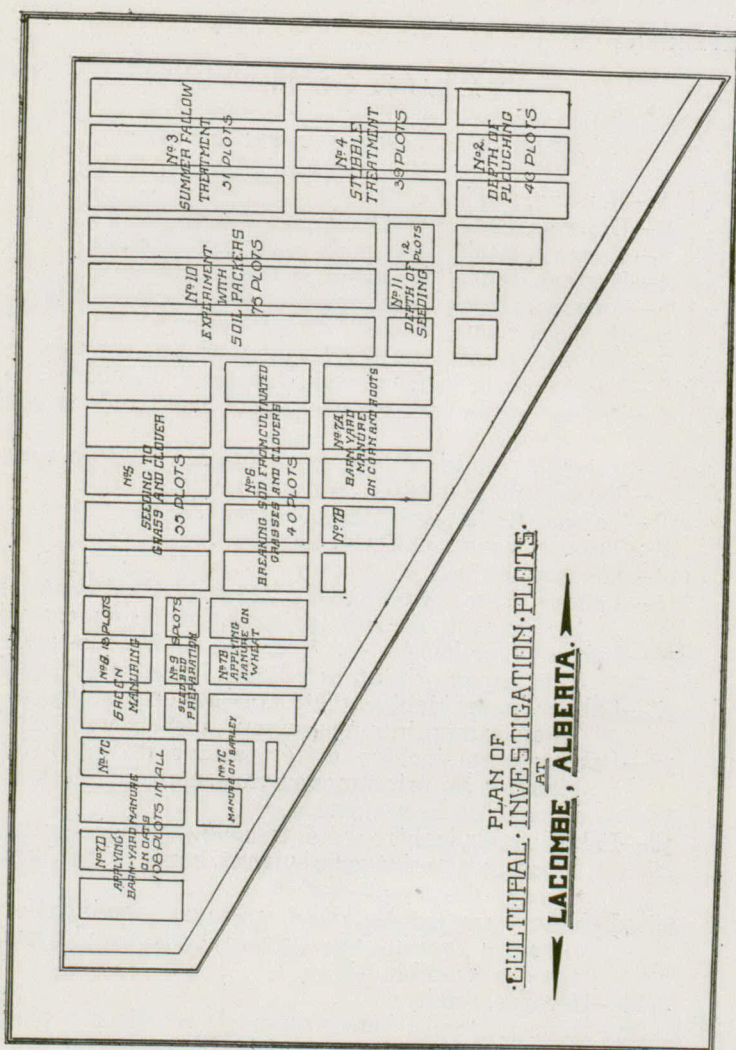 PLAN OF
CULTURAL·INVESTIGATION·PLOTS·
AT
LACOMBE, ALBERTA.
No 7D
APPLYING
BARN-YARD MANURE
ON OATS
108 PLOTS IN ALL
No 7C
No 7C
MANURE ON BARLEY
No 8 18 PLOTS
GREEN
MANURING
No 9 PLOTS
SEED BED
PREPARATION
No 7B
APPLYING
MANURE ON
WHEAT
No 5
SEEDING TO
GRASS AND CLOVER
PLOTS
No 6
BREAKING SOD FROM CULTIVATED
GRASSES AND CLOVERS
40 PLOTS
No 7A
BARN YARD
MANURE
ON CORN AND ROOTS
No 7B
No 10
EXPERIMENT
WITH
SOIL PACKERS
75 PLOTS
No 11
DEPTH OF 12
SEEDING PLOTS
No 3
SUMMER FALLOW
TREATMENT
31 PLOTS
No 4
STUBBLE
TREATMENT
39 PLOTS
No 2
DEPTH OF
PLOUGHING
40 PLOTS